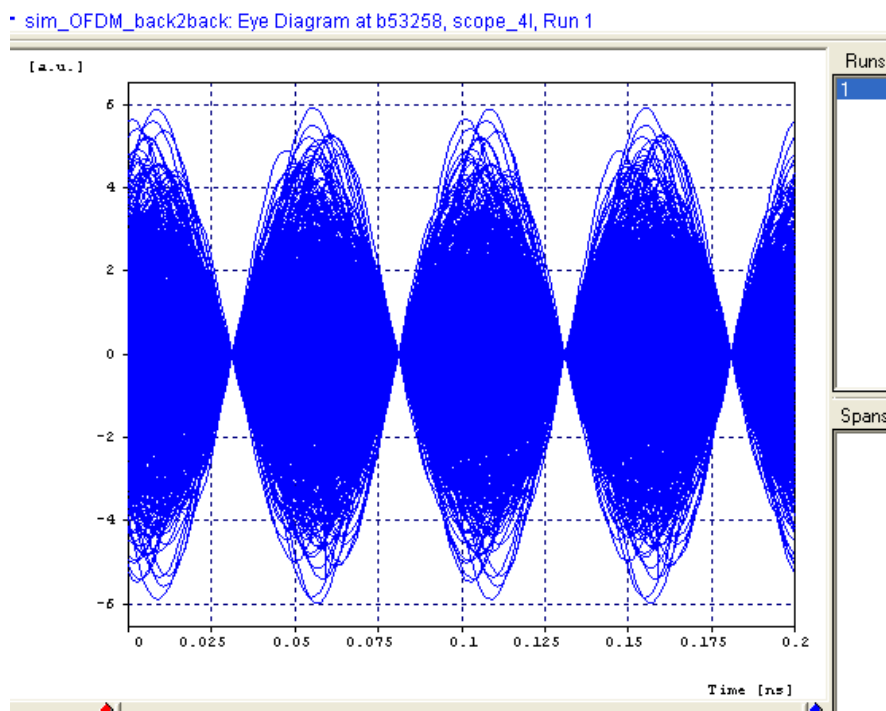 sim_OFDM_back2back: Eye Diagram at b53258, scope_4l, Run 1
[a.u.]
Runs
1
6
4
2
0
-2
-4
-6
Spans
0 0.025 0.05 0.075 0.1 0.125 0.15 0.175 0.2
Time [ns]